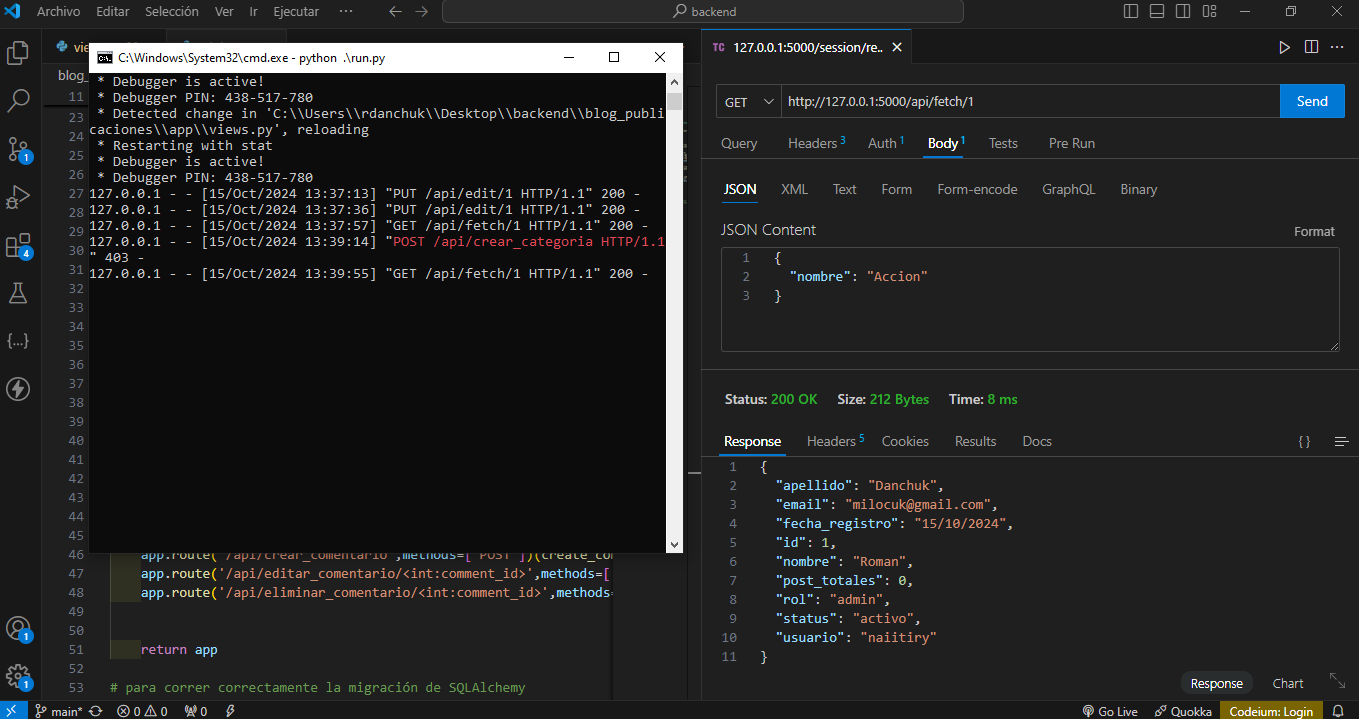 Archivo Editar Selección Ver Ir Ejecutar ··· backend
C:\Windows\System32\cmd.exe - python .\run.py
* Debugger is active!
* Debugger PIN: 438-517-780
* Detected change in 'C:\\Users\\rdanchuk\\Desktop\\backend\\blog_publi
caciones\\app\\views.py', reloading
* Restarting with stat
* Debugger is active!
* Debugger PIN: 438-517-780
127.0.0.1 - - [15/Oct/2024 13:37:13] "PUT /api/edit/1 HTTP/1.1" 200 -
127.0.0.1 - - [15/Oct/2024 13:37:36] "PUT /api/edit/1 HTTP/1.1" 200 -
127.0.0.1 - - [15/Oct/2024 13:37:57] "GET /api/fetch/1 HTTP/1.1" 200 -
127.0.0.1 - - [15/Oct/2024 13:39:14] "POST /api/crear_categoria HTTP/1.1
" 403 -
127.0.0.1 - - [15/Oct/2024 13:39:55] "GET /api/fetch/1 HTTP/1.1" 200 -
vie
blog_
11
23
24
25
26
27
28
29
30
31
32
33
34
35
36
37
38
39
40
41
42
43
44
45
46 app.route('/api/crear_comentario',methods=['POST'])(create_co
47 app.route('/api/editar_comentario/<int:comment_id>',methods=[
48 app.route('/api/eliminar_comentario/<int:comment_id>',methods=
49
50
51 return app
52
53 # para correr correctamente la migración de SQLAlchemy
1
4
1
1
TC 127.0.0.1:5000/session/re..
GET http://127.0.0.1:5000/api/fetch/1 Send
Query Headers 3 Auth 1 Body 1 Tests Pre Run
JSON XML Text Form Form-encode GraphQL Binary
JSON Content Format
1 {
2 "nombre": "Accion"
3 }
Status: 200 OK Size: 212 Bytes Time: 8 ms
Response Headers 5 Cookies Results Docs { }
1 {
2 "apellido": "Danchuk",
3 "email": "milocuk@gmail.com",
4 "fecha_registro": "15/10/2024",
5 "id": 1,
6 "nombre": "Roman",
7 "post_totales": 0,
8 "rol": "admin",
9 "status": "activo",
10 "usuario": "naiitiry"
11 }
Response Chart
main* 0 0 0 Go Live Quokka Codeium: Login